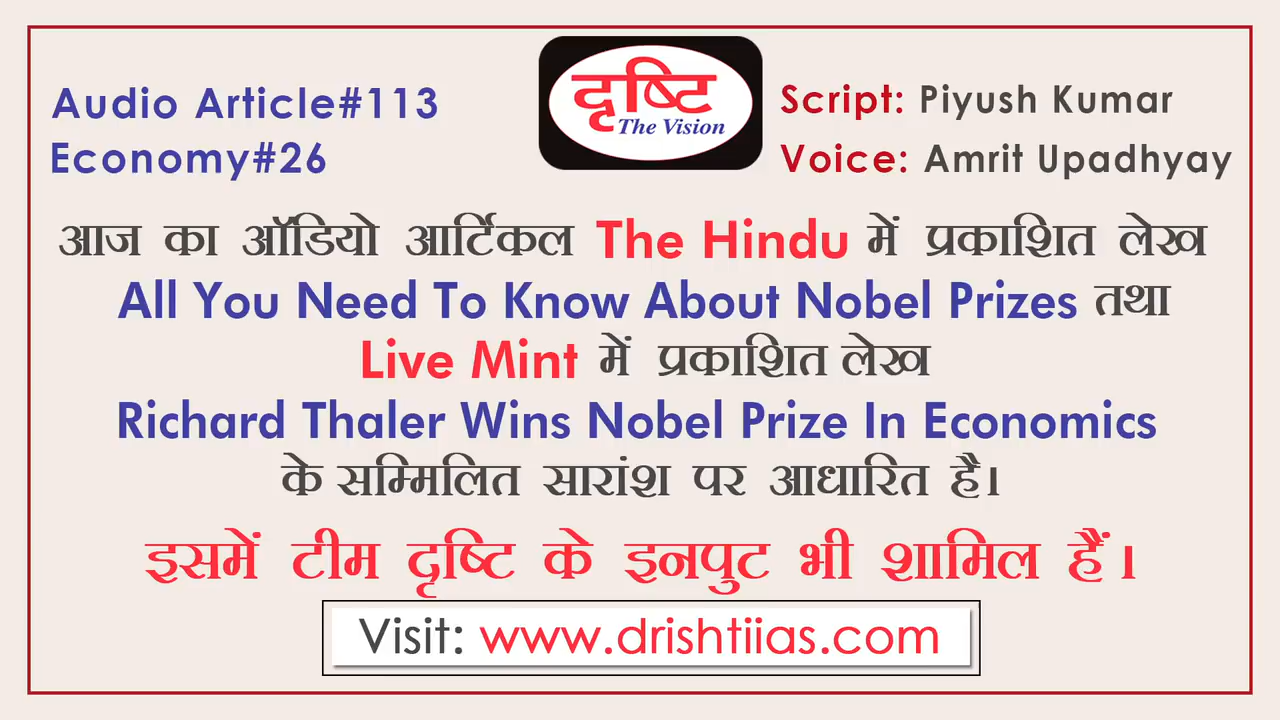 Audio Article#113
Economy#26
दृष्टि
The Vision
Script: Piyush Kumar
Voice: Amrit Upadhyay
आज का ऑडियो आर्टिकल The Hindu में प्रकाशित लेख
All You Need To Know About Nobel Prizes तथा
Live Mint में प्रकाशित लेख
Richard Thaler Wins Nobel Prize In Economics
के सम्मिलित सारांश पर आधारित है।
इसमें टीम दृष्टि के इनपुट भी शामिल हैं।
Visit: www.drishtiias.com